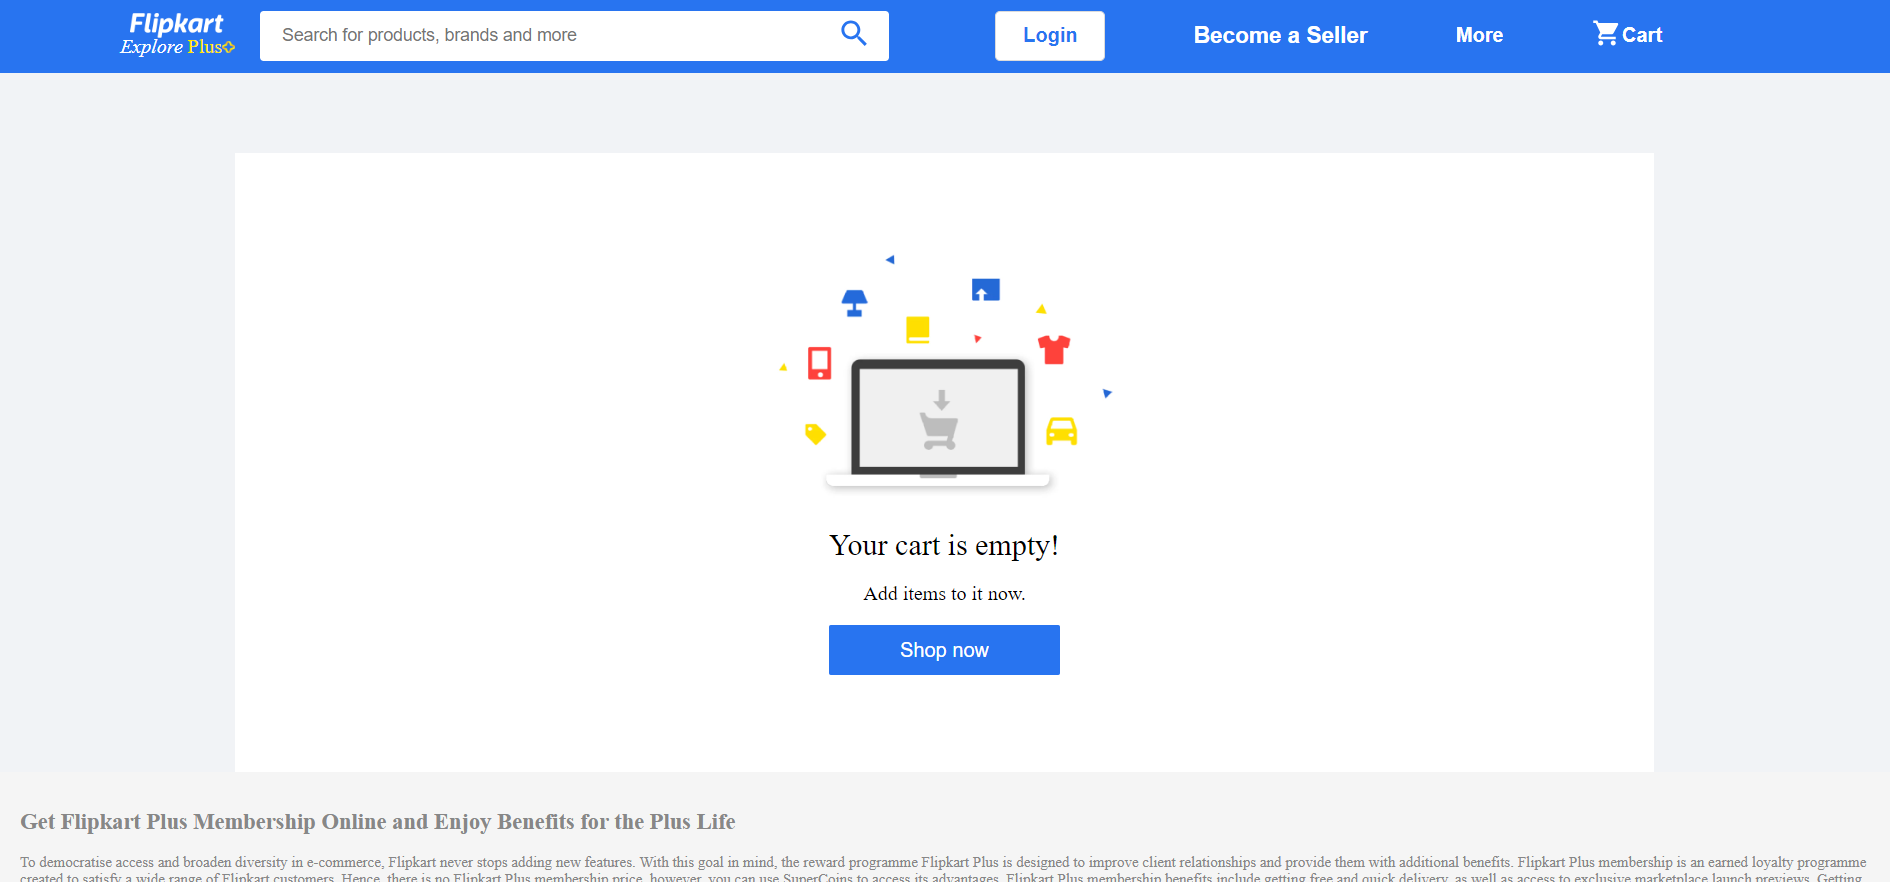 Flipkart
Explore Plus
Search for products, brands and more
Login
Become a Seller
More
Cart
Your cart is empty!
Add items to it now.
Shop now
Get Flipkart Plus Membership Online and Enjoy Benefits for the Plus Life
To democratise access and broaden diversity in e-commerce, Flipkart never stops adding new features. With this goal in mind, the reward programme Flipkart Plus is designed to improve client relationships and provide them with additional benefits. Flipkart Plus membership is an earned loyalty programme
created to satisfy a wide range of Flipkart customers. Hence, there is no Flipkart Plus membership price, however, you can use SuperCoins to access its advantages. Flipkart Plus membership benefits include getting free and quick delivery, as well as access to exclusive marketplace launch previews. Getting